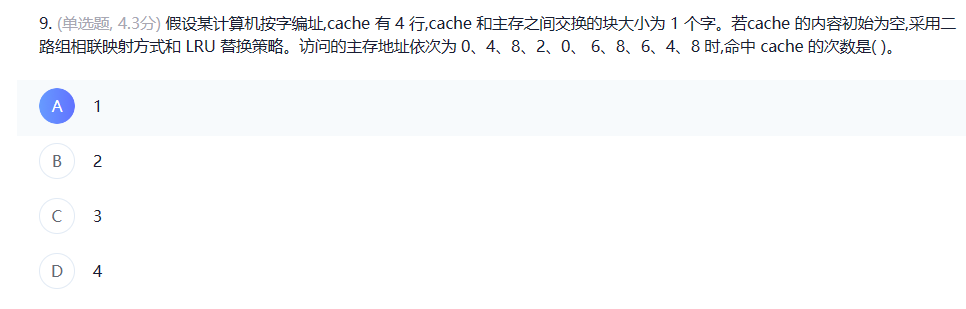 9. (单选题, 4.3分) 假设某计算机按字编址,cache 有 4 行,cache 和主存之间交换的块大小为 1 个字。若cache 的内容初始为空,采用二
路组相联映射方式和 LRU 替换策略。访问的主存地址依次为 0、4、8、2、0、 6、8、6、4、8 时,命中 cache 的次数是( )。
A 1
B 2
C 3
D 4